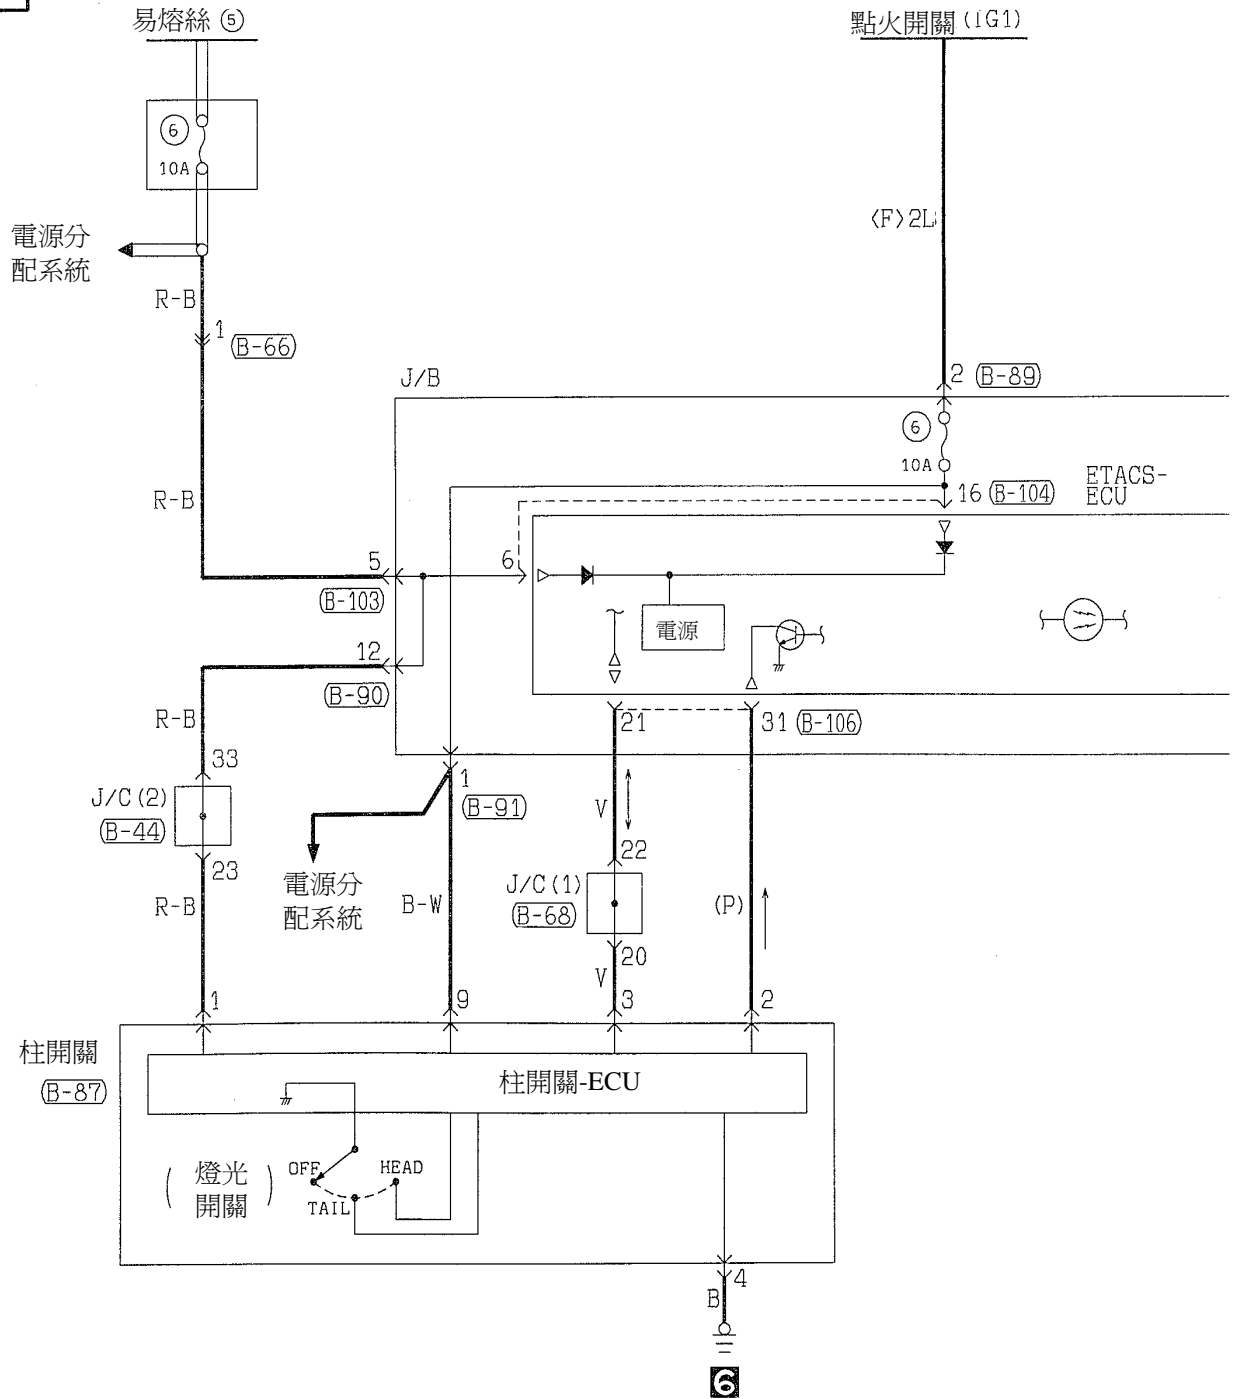 易熔絲 ⑤
點火開關 (IG1)
⑥
10A
電源分
配系統
R-B
1
(B-66)
<F>2L
J/B
2 (B-89)
⑥
10A
ETACS-
ECU
16 (B-104)
R-B
5
6
(B-103)
電源
12
(B-90)
R-B
21
31 (B-106)
33
J/C(2)
(B-44)
1
(B-91)
V
23
22
電源分
配系統
J/C(1)
(B-68)
R-B
B-W
(P)
20
V
1
9
3
2
柱開關
(B-87)
柱開關-ECU
燈光
開關
OFF
HEAD
TAIL
4
B
6